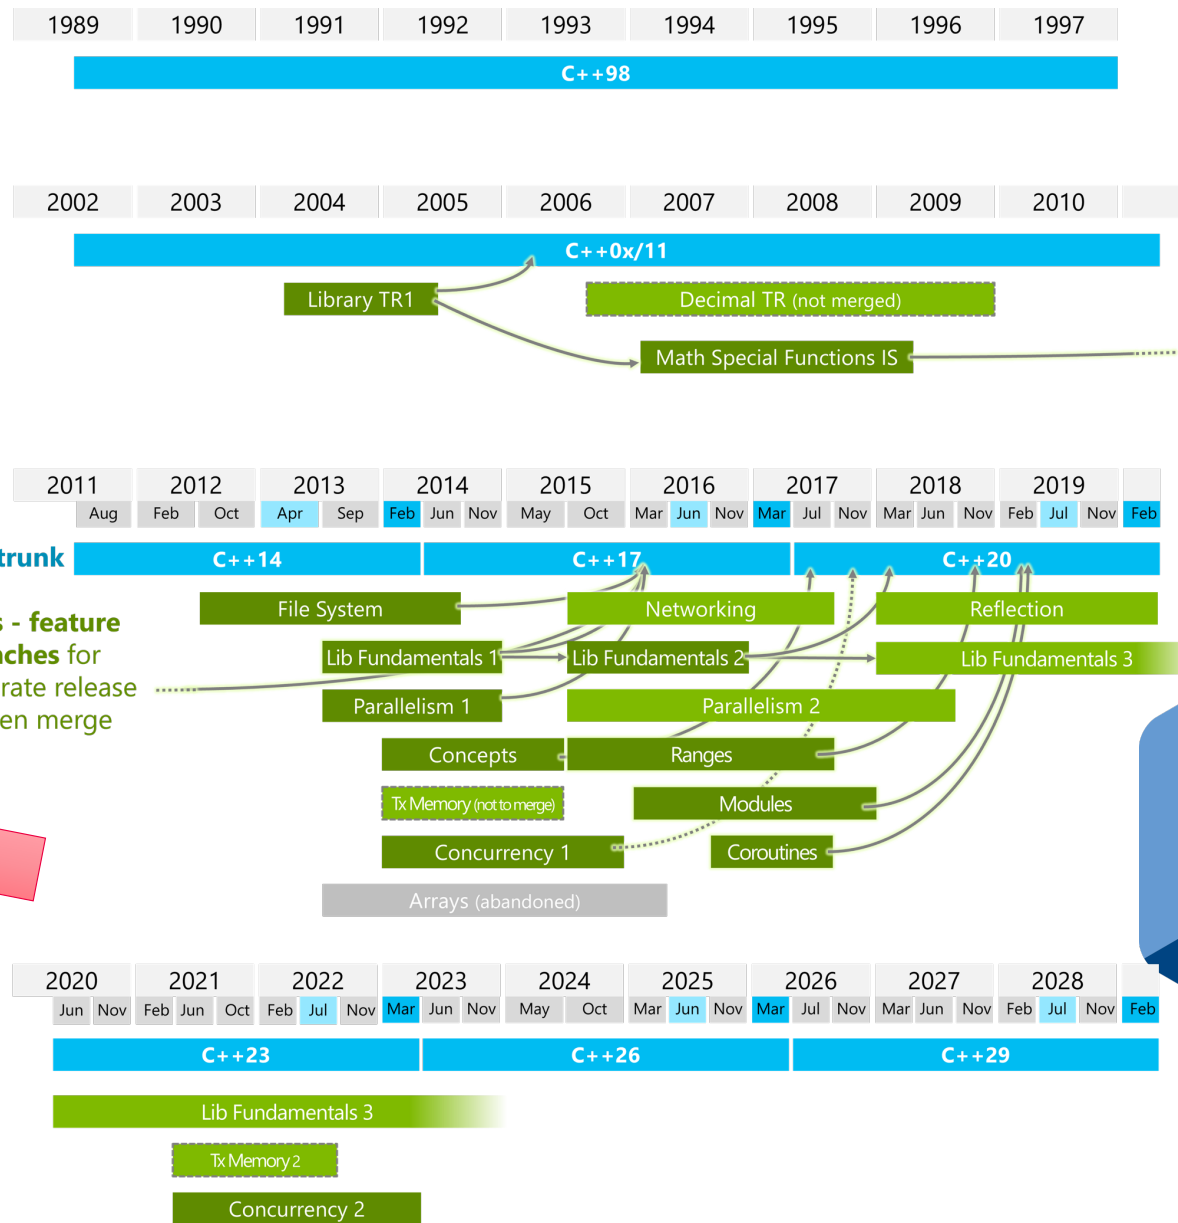 1989 1990 1991 1992 1993 1994 1995 1996 1997
C++98
2002 2003 2004 2005 2006 2007 2008 2009 2010
C++0x/11
Library TR1 Decimal TR (not merged)
Math Special Functions IS
2011 2012 2013 2014 2015 2016 2017 2018 2019
Aug Feb Oct Apr Sep Feb Jun Nov May Oct Mar Jun Nov Mar Jul Nov Mar Jun Nov Feb Jul Nov Feb
trunk C++14 C++17 C++20
s - feature File System Networking Reflection
nches for Lib Fundamentals 1 Lib Fundamentals 2 Lib Fundamentals 3
rate release
en merge Parallelism 1 Parallelism 2
Concepts Ranges
Tx Memory (not to merge) Modules
Concurrency 1 Coroutines
Arrays (abandoned)
2020 2021 2022 2023 2024 2025 2026 2027 2028
Jun Nov Feb Jun Oct Feb Jul Nov Mar Jun Nov May Oct Mar Jun Nov Mar Jul Nov Mar Jun Nov Feb Jul Nov Feb
C++23 C++26 C++29
Lib Fundamentals 3
Tx Memory 2
Concurrency 2